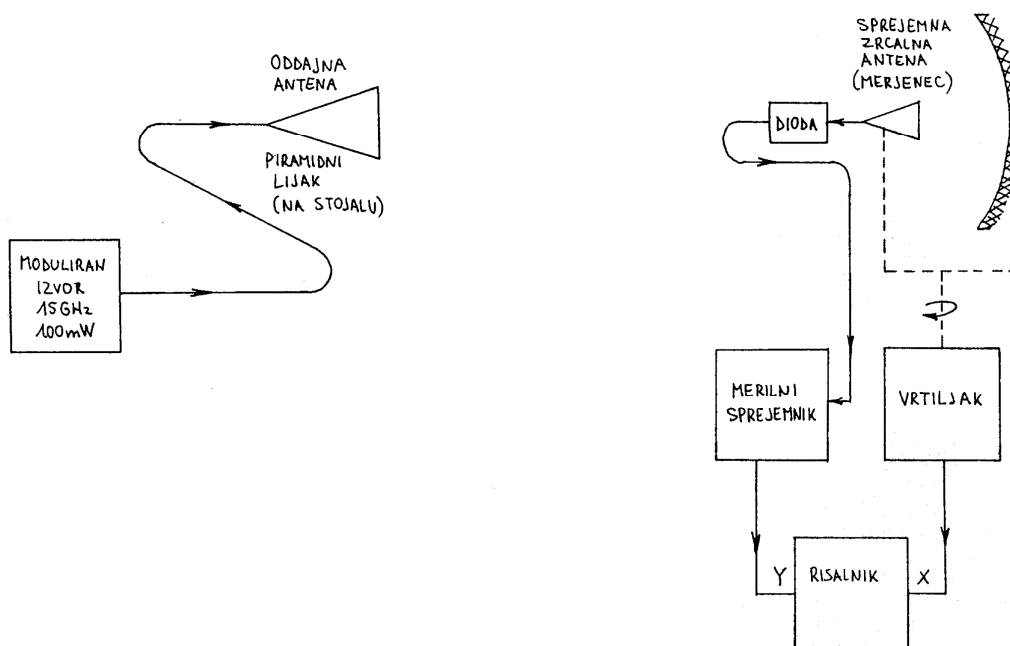 ODDAJNA
ANTENA
PIRAMIDNI
LIJAK
(NA STOJALU)
MODULIRAN
IZVOR
15GHz
100mW
SPREJEMNA
ZRCALNA
ANTENA
(MERJENEC)
DIODA
MERILNI
SPREJEMNIK
VRTILJAK
Y
RISALNIK
X